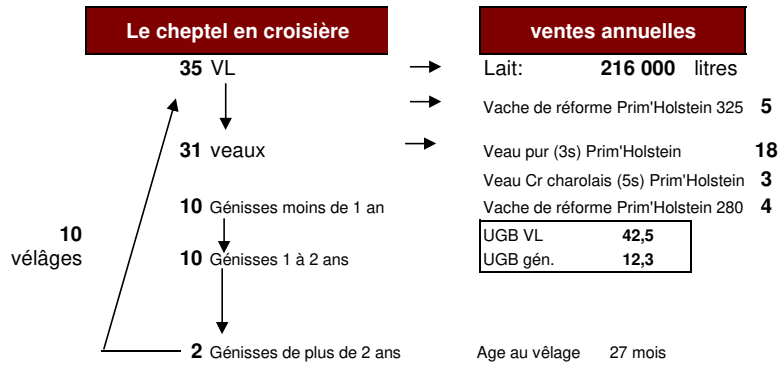 Le cheptel en croisière ventes annuelles
35 VL Lait: 216 000 litres
Vache de réforme Prim'Holstein 325 5
31 veaux Veau pur (3s) Prim'Holstein 18
Veau Cr charolais (5s) Prim'Holstein 3
10 Génisses moins de 1 an Vache de réforme Prim'Holstein 280 4
10 UGB VL 42,5
vélâges 10 Génisses 1 à 2 ans UGB gén. 12,3
2 Génisses de plus de 2 ans Age au vêlage 27 mois